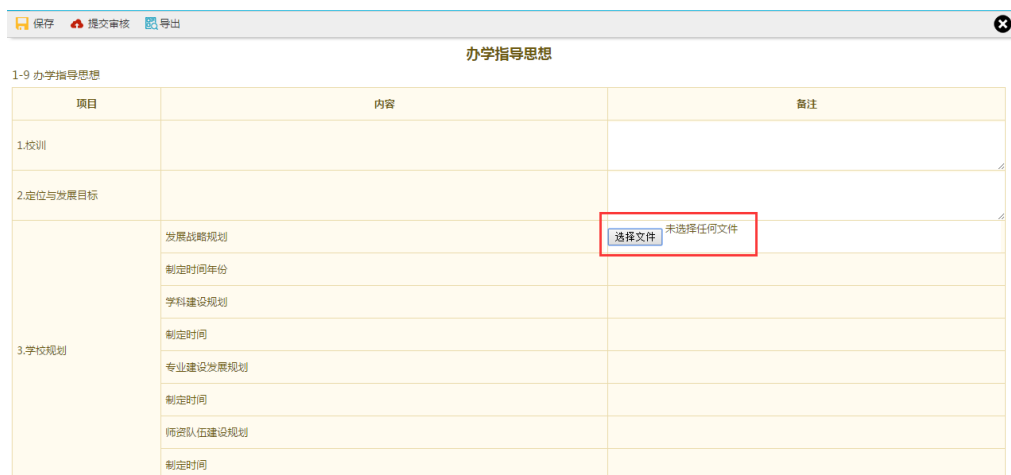 保存 提交审核 导出
办学指导思想
1-9 办学指导思想
项目 内容 备注
1.校训
2.定位与发展目标
发展战略规划 选择文件 未选择任何文件
制定时间年份
学科建设规划
制定时间
3.学校规划
专业建设发展规划
制定时间
师资队伍建设规划
制定时间